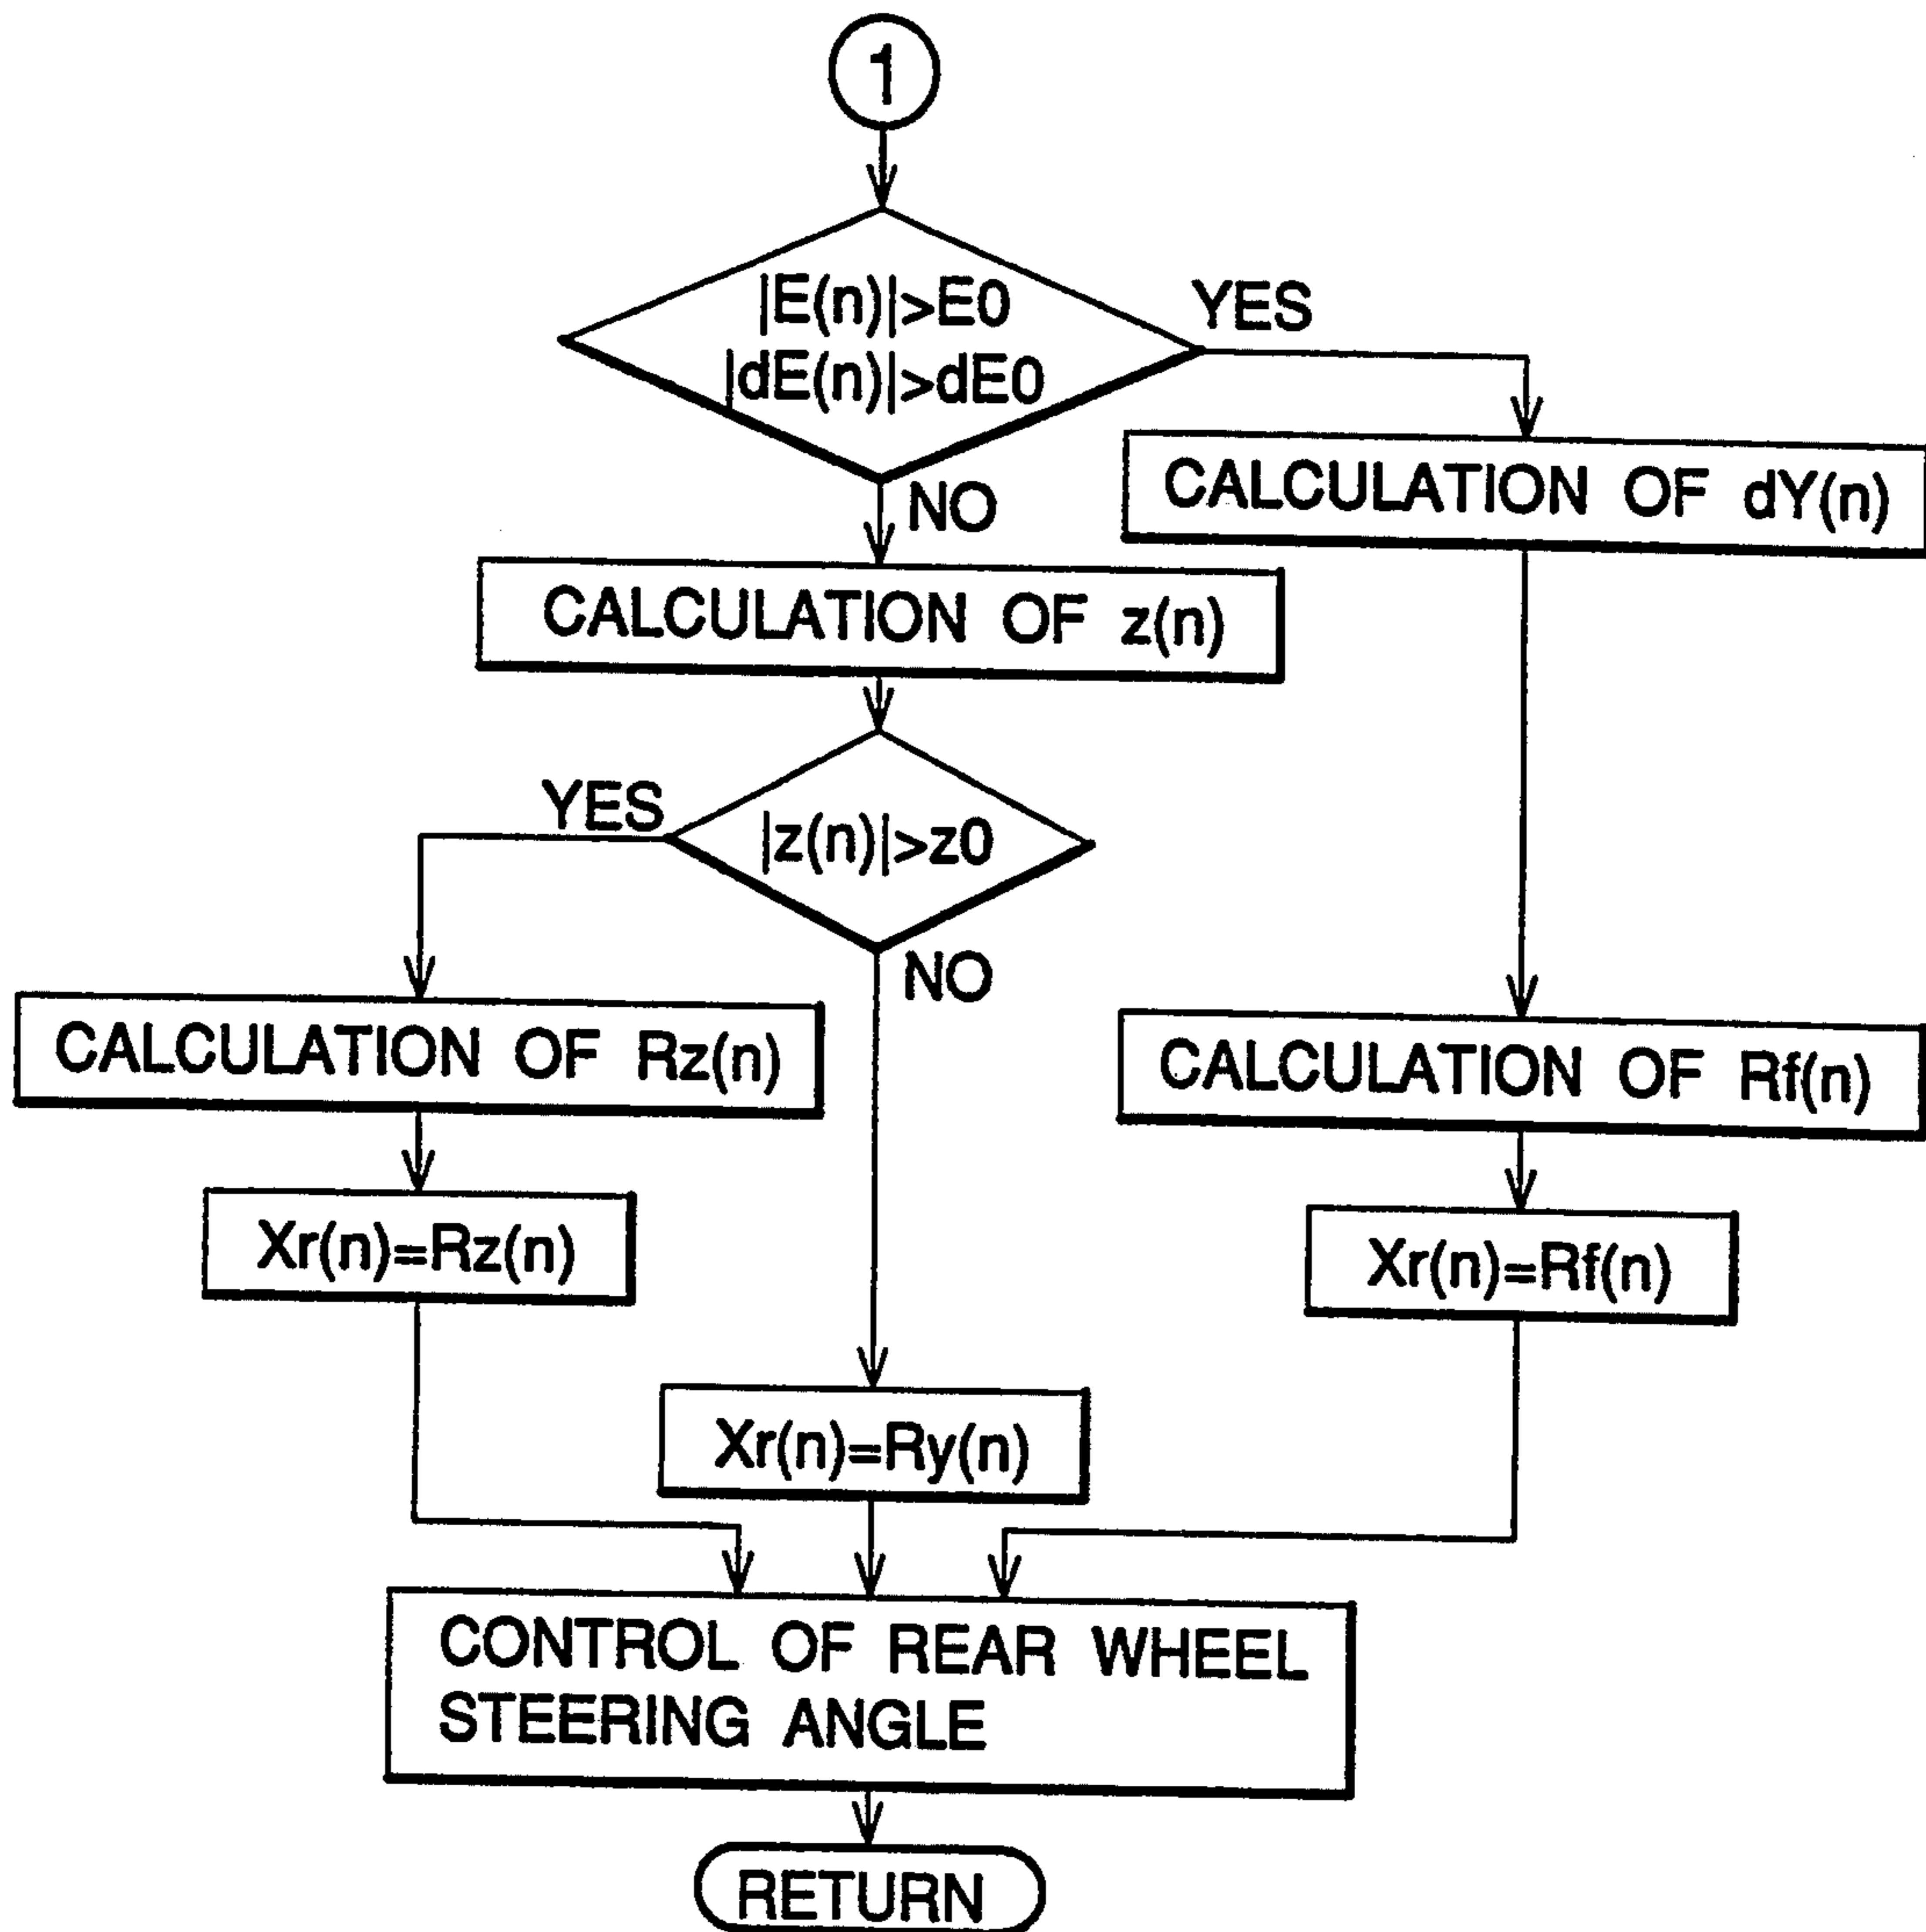 1
|E(n)|>E0
|dE(n)|>dE0
YES
CALCULATION OF dY(n)
NO
CALCULATION OF z(n)
YES
|z(n)|>z0
NO
CALCULATION OF Rz(n)
CALCULATION OF Rf(n)
Xr(n)=Rz(n)
Xr(n)=Rf(n)
Xr(n)=Ry(n)
CONTROL OF REAR WHEEL
STEERING ANGLE
RETURN